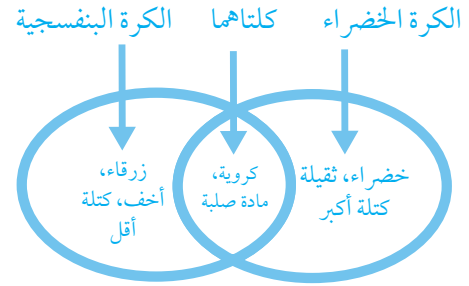 الكرة الخضراء
كلتاهما
الكرة البنفسجية
خضراء، ثقيلة
كتلة أكبر
كروية،
مادة صلبة
زرقاء،
أخف، كتلة
أقل